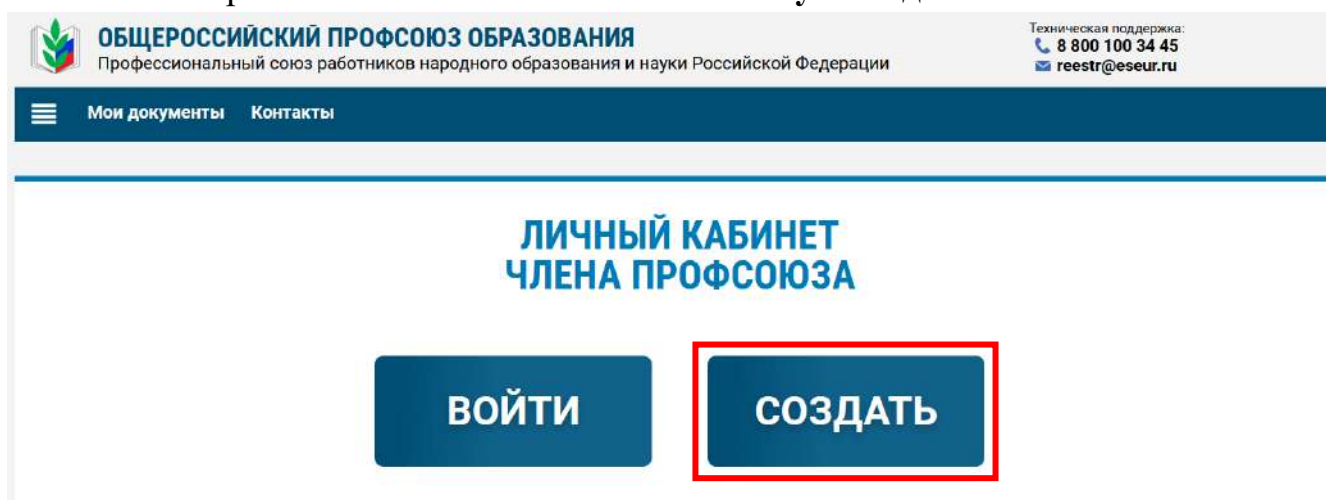 ОБЩЕРОССИЙСКИЙ ПРОФСОЮЗ ОБРАЗОВАНИЯ
Профессиональный союз работников народного образования и науки Российской Федерации
Техническая поддержка:
8 800 100 34 45
reestr@eseur.ru
Мои документы Контакты
ЛИЧНЫЙ КАБИНЕТ
ЧЛЕНА ПРОФСОЮЗА
ВОЙТИ СОЗДАТЬ